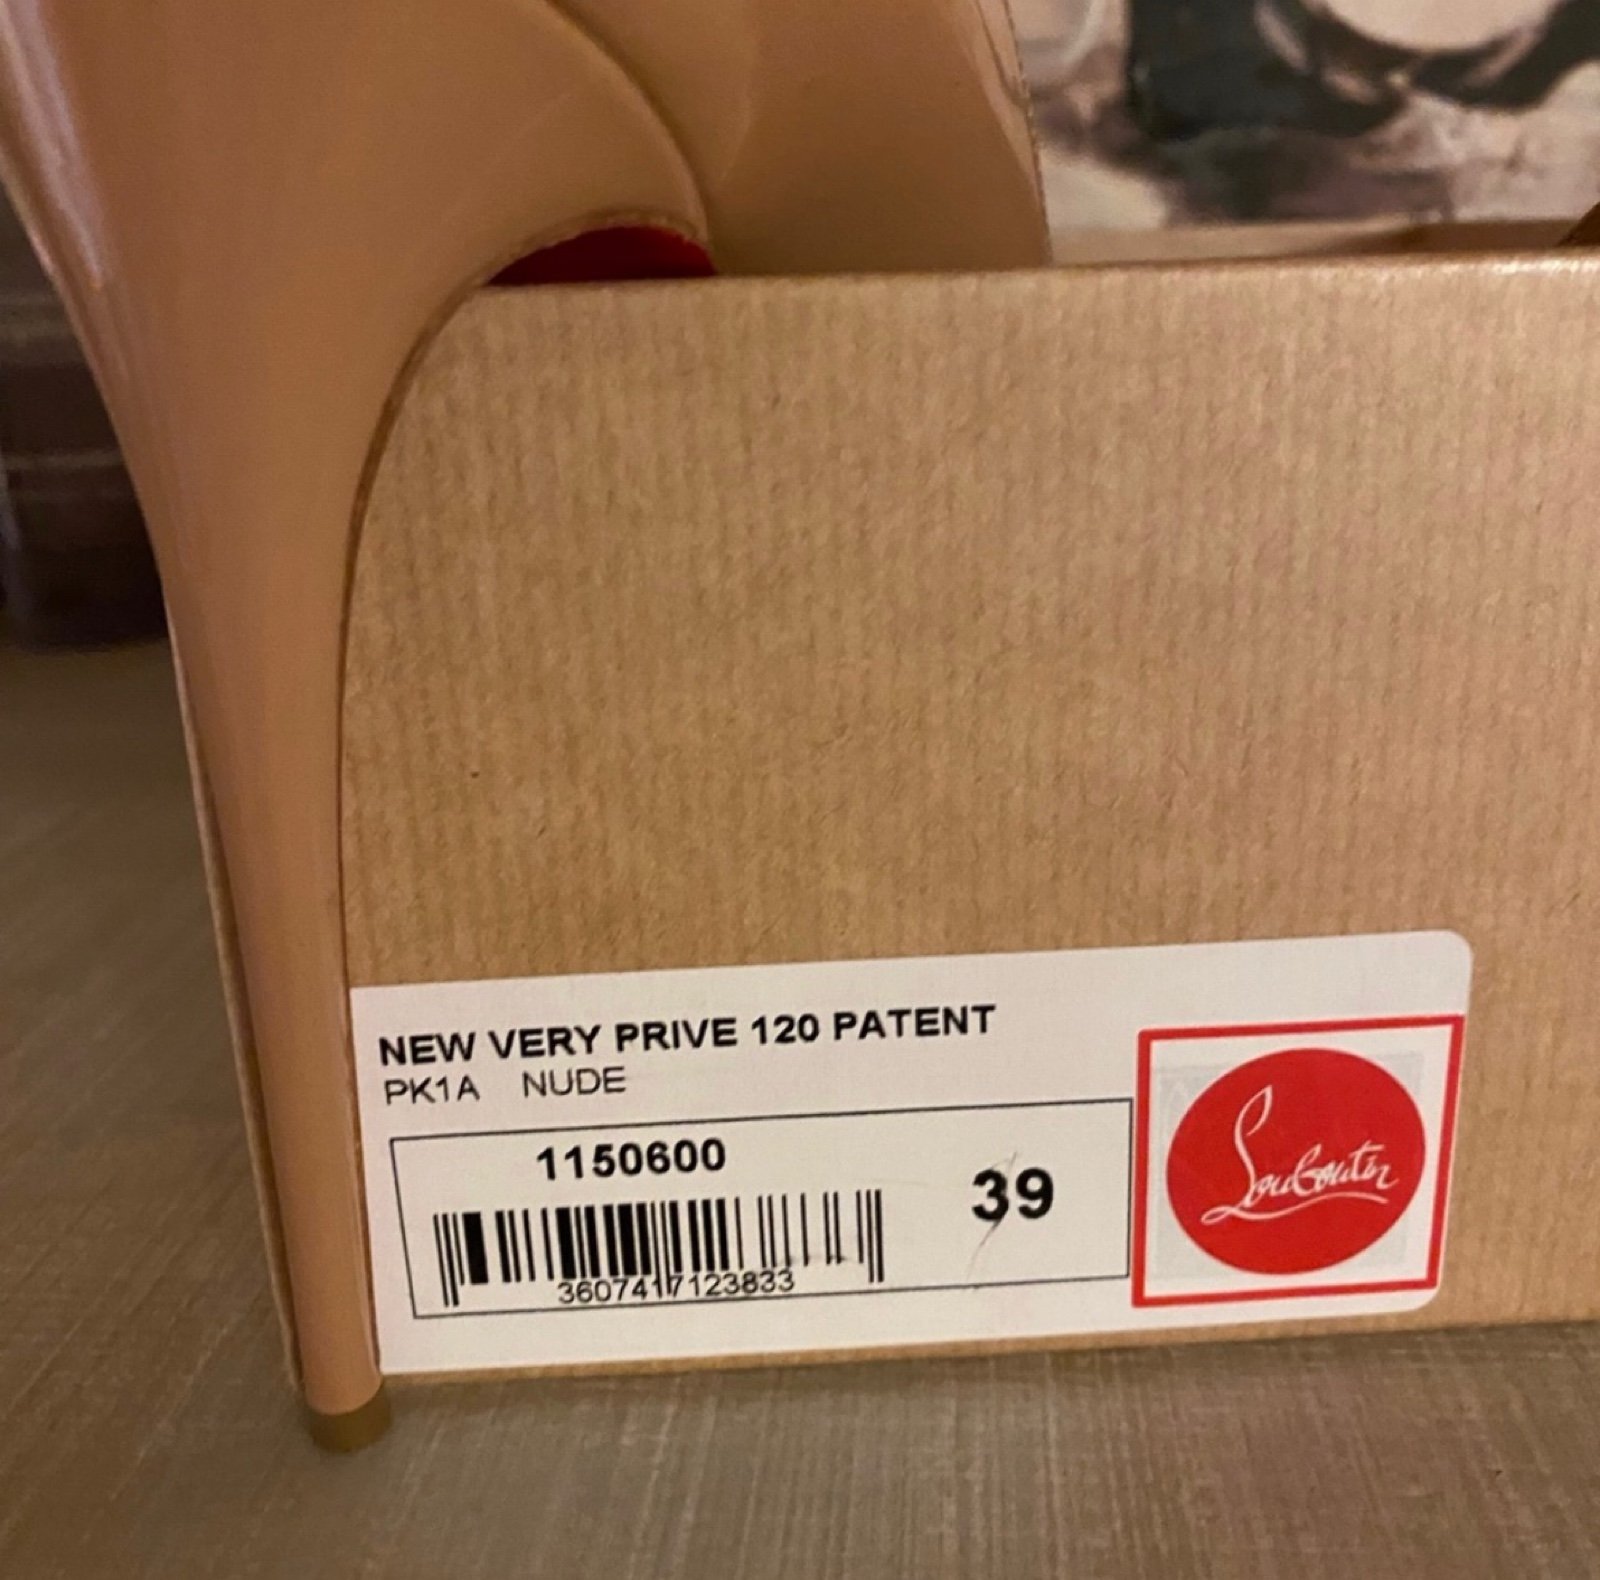 NEW VERY PRIVE 120 PATENT
PK1A NUDE
1150600
39
3607417123833
Louboutin